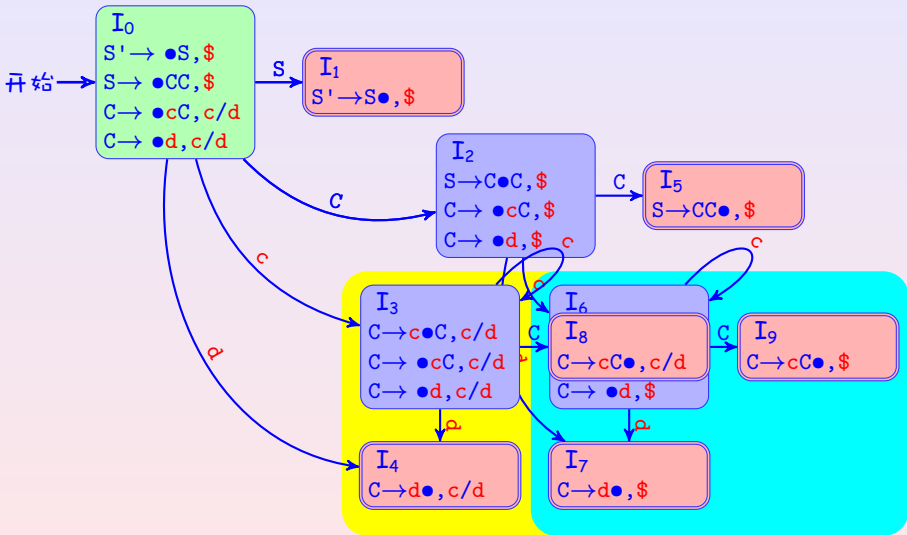 开始
I₀
S'→ ●S,$
S→ ●CC,$
C→ ●cC,c/d
C→ ●d,c/d
S
I₁
S'→S●,$
C
I₂
S→C●C,$
C→ ●cC,$
C→ ●d,$
C
I₅
S→CC●,$
c
d
c
I₃
C→c●C,c/d
C→ ●cC,c/d
C→ ●d,c/d
C
c
I₆
C→ ●d,$
I₈
C→cC●,c/d
C
I₉
C→cC●,$
d
d
I₄
C→d●,c/d
I₇
C→d●,$